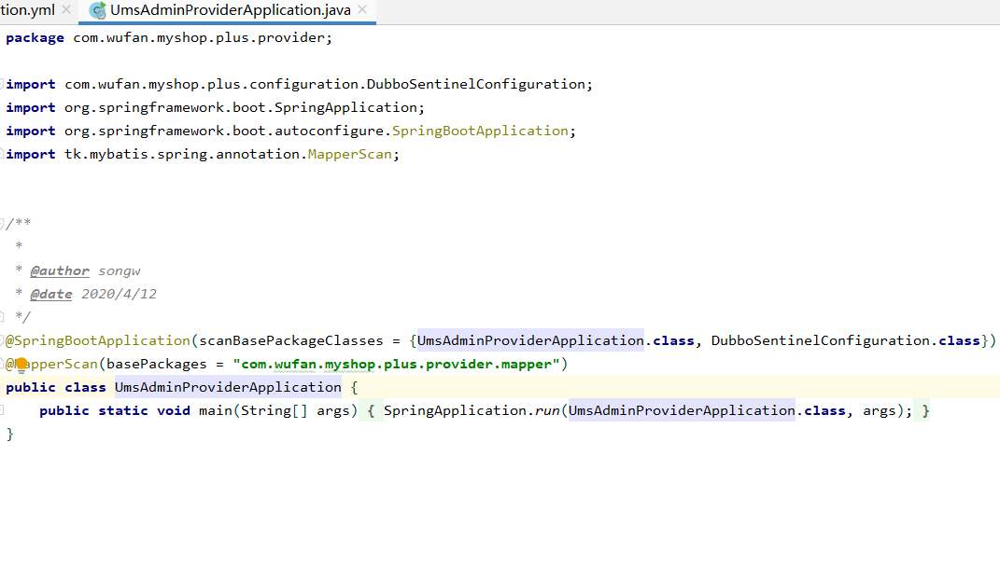 tion.yml UmsAdminProviderApplication.java
package com.wufan.myshop.plus.provider;
import com.wufan.myshop.plus.configuration.DubboSentinelConfiguration;
import org.springframework.boot.SpringApplication;
import org.springframework.boot.autoconfigure.SpringBootApplication;
import tk.mybatis.spring.annotation.MapperScan;
/**
*
* @author songw
* @date 2020/4/12
*/
@SpringBootApplication(scanBasePackageClasses = {UmsAdminProviderApplication.class, DubboSentinelConfiguration.class})
@MapperScan(basePackages = "com.wufan.myshop.plus.provider.mapper")
public class UmsAdminProviderApplication {
public static void main(String[] args) { SpringApplication.run(UmsAdminProviderApplication.class, args); }
}